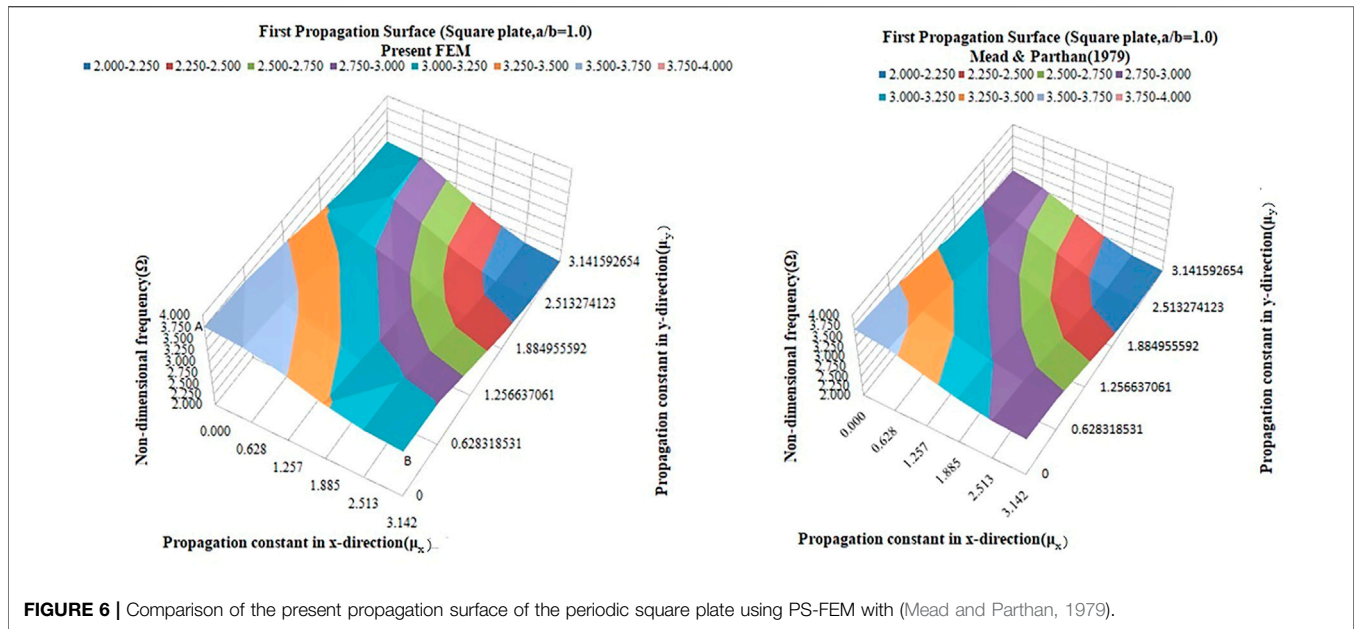 First Propagation Surface (Square plate,a/b=1.0)
Present FEM
2.000-2.250 2.250-2.500 2.500-2.750 2.750-3.000 3.000-3.250 3.250-3.500 3.500-3.750 3.750-4.000
Non-dimensional frequency(Ω)
4.000
3.750 A
3.500
3.250
3.000
2.750
2.500
2.250
2.000
0.000
0.628
1.257
1.885
2.513
3.142
B
0
0.628318531
1.256637061
1.884955592
2.513274123
3.141592654
Propagation constant in y-direction(μy)
Propagation constant in x-direction(μx)
First Propagation Surface (Square plate,a/b=1.0)
Mead & Parthan(1979)
2.000-2.250 2.250-2.500 2.500-2.750 2.750-3.000
3.000-3.250 3.250-3.500 3.500-3.750 3.750-4.000
Non-dimensional frequency(Ω)
4.000
3.750
3.500
3.250
3.000
2.750
2.500
2.250
2.000
0.000
0.628
1.257
1.885
2.513
3.142
0
0.628318531
1.256637061
1.884955592
2.513274123
3.141592654
Propagation constant in y-direction(μy)
Propagation constant in x-direction(μx)
FIGURE 6 | Comparison of the present propagation surface of the periodic square plate using PS-FEM with (Mead and Parthan, 1979).